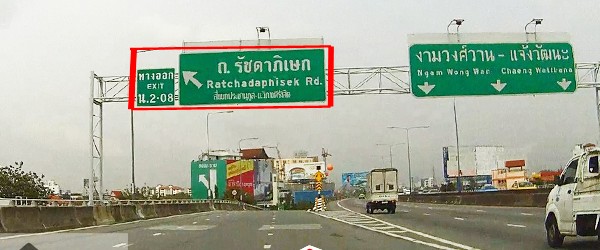 ทางออก
EXIT
น.2-08
ถ. รัชดาภิเษก
Ratchadaphisek Rd.
งามวงศ์วาน - แจ้งวัฒนะ
Ngam Wong Wan Chaeng Watthana